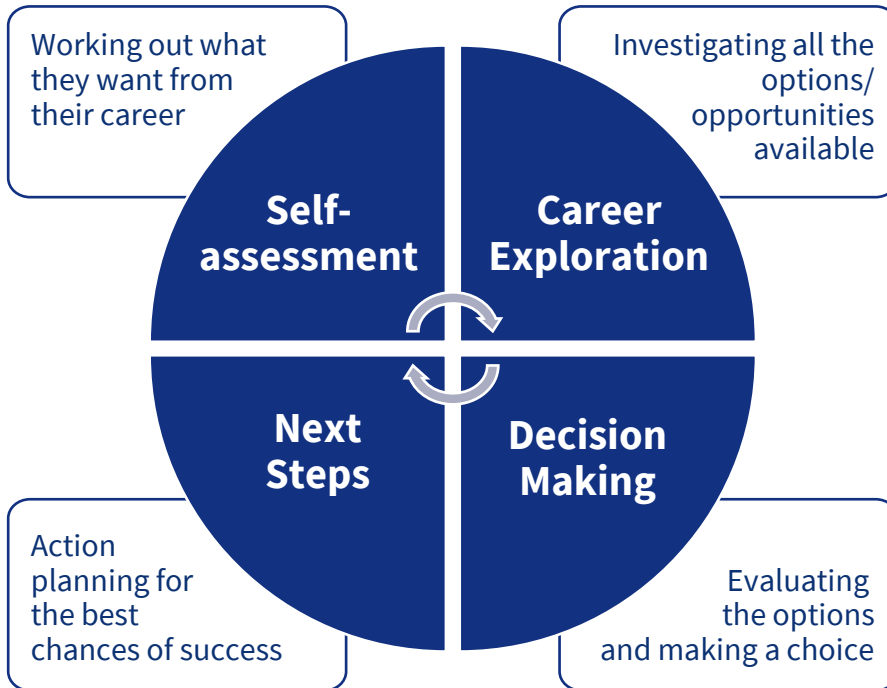 Working out what
they want from
their career
Investigating all the
options/
opportunities
available
Self-
assessment
Career
Exploration
Next
Steps
Decision
Making
Action
planning for
the best
chances of success
Evaluating
the options
and making a choice